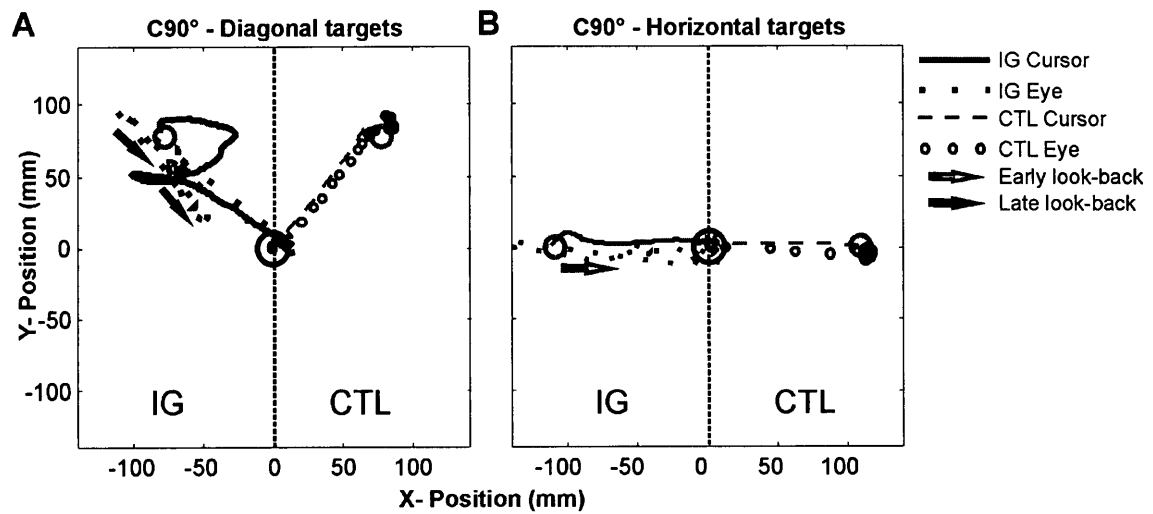 A C90° - Diagonal targets
B C90° - Horizontal targets
IG Cursor
IG Eye
CTL Cursor
CTL Eye
Early look-back
Late look-back
Y- Position (mm)
100
50
0
-50
-100
IG CTL
IG CTL
-100 -50 0 50 100
-100 -50 0 50 100
X- Position (mm)